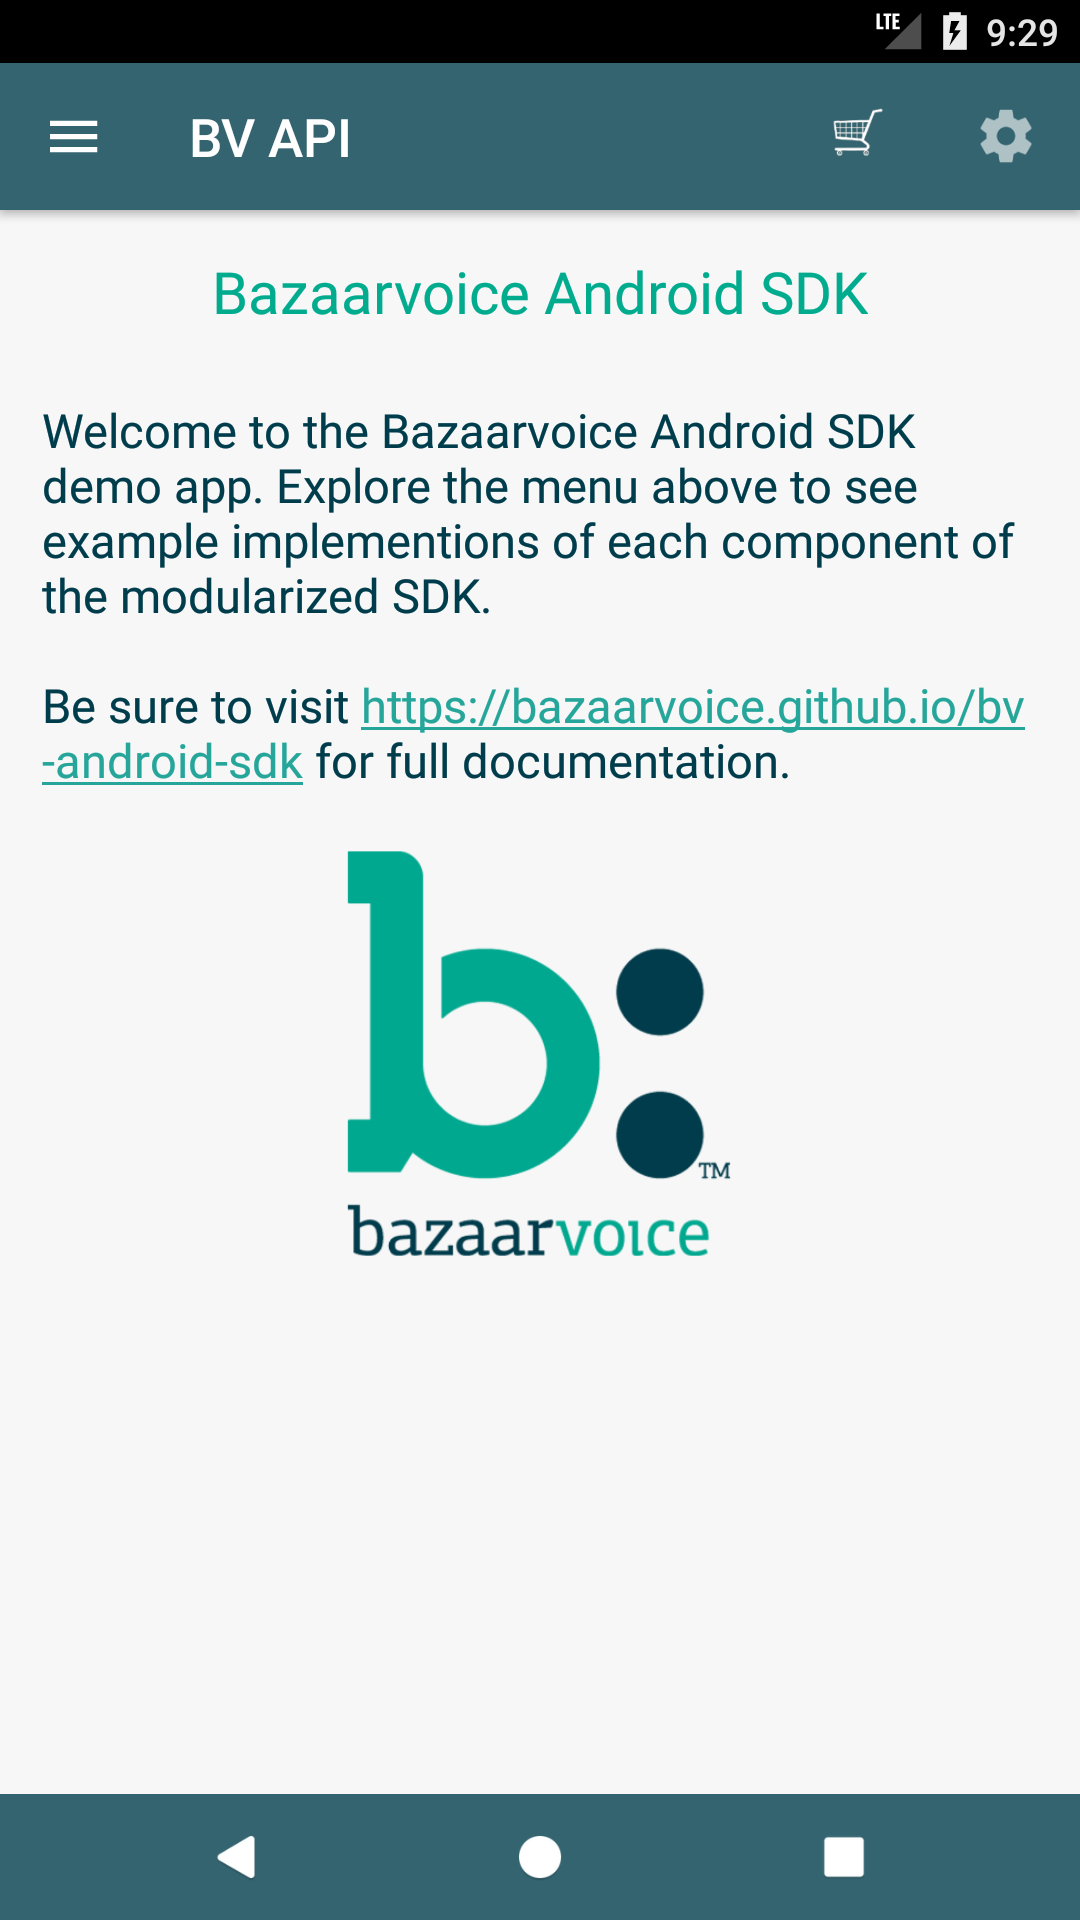 LTE 9:29
BV API
Bazaarvoice Android SDK
Welcome to the Bazaarvoice Android SDK
demo app. Explore the menu above to see
example implementions of each component of
the modularized SDK.
Be sure to visit https://bazaarvoice.github.io/bv
-android-sdk for full documentation.
b:
TM
bazaarvoice